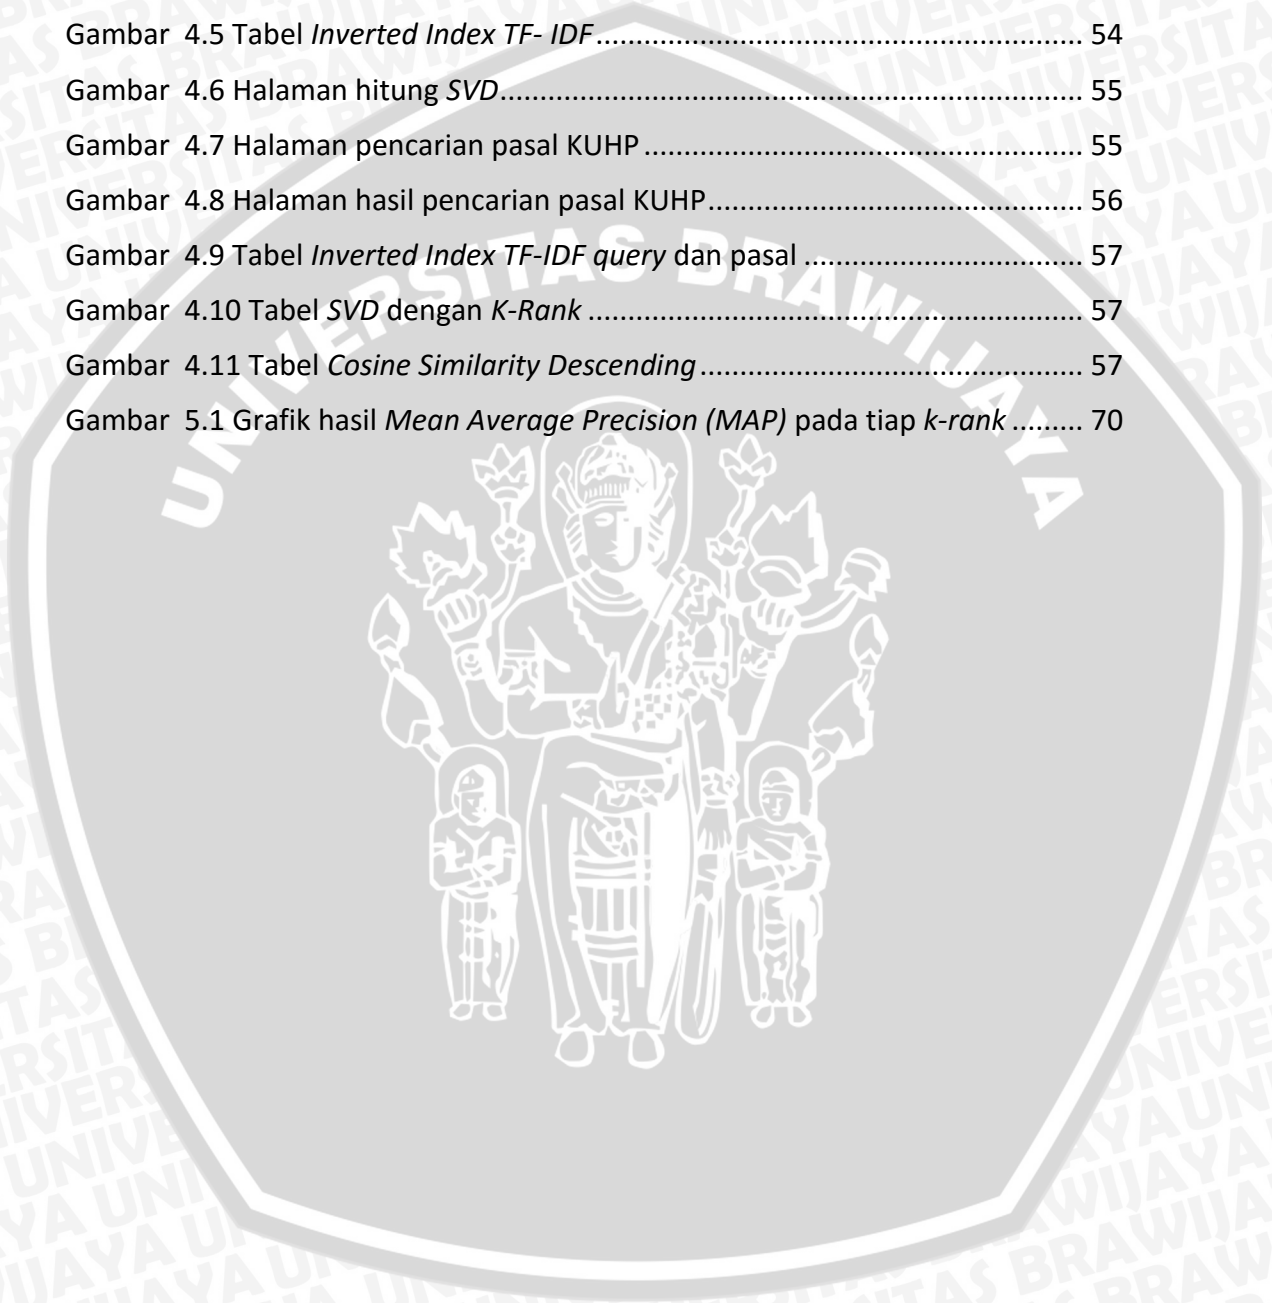 Gambar 4.5 Tabel Inverted Index TF- IDF ........................................................................ 54
Gambar 4.6 Halaman hitung SVD ........................................................................ 55
Gambar 4.7 Halaman pencarian pasal KUHP ........................................................................ 55
Gambar 4.8 Halaman hasil pencarian pasal KUHP ........................................................................ 56
Gambar 4.9 Tabel Inverted Index TF-IDF query dan pasal ........................................................................ 57
Gambar 4.10 Tabel SVD dengan K-Rank ........................................................................ 57
Gambar 4.11 Tabel Cosine Similarity Descending ........................................................................ 57
Gambar 5.1 Grafik hasil Mean Average Precision (MAP) pada tiap k-rank ......... 70
UNIVERSITAS BRAWIJAYA